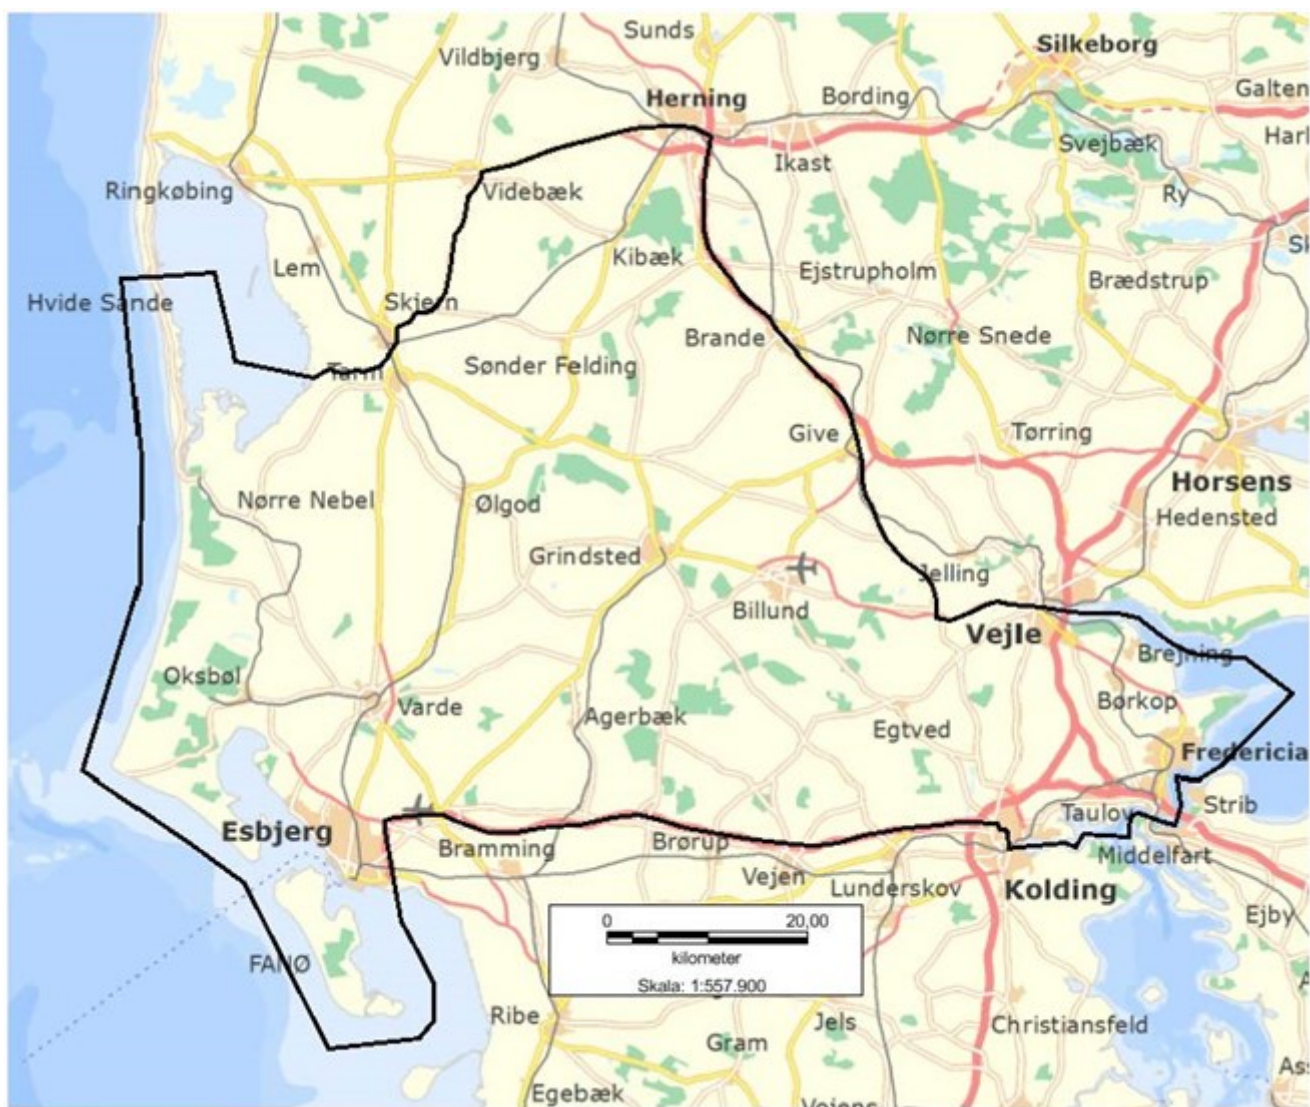 Sunds
Vildbjerg
Silkeborg
Herning
Bording
Galten
Ikast
Svejbæk
Ringkøbing
Videbæk
Ry
Lem
Kibæk
Ejstrupholm
Brædstrup
Hvide Sande
Skjern
Brande
Nørre Snede
Tarm
Sønder Felding
Give
Tørring
Horsens
Nørre Nebel
Ølgod
Hedensted
Grindsted
Jelling
Billund
Vejle
Brejning
Oksbøl
Varde
Agerbæk
Egtved
Børkop
Fredericia
Esbjerg
Bramming
Brørup
Taulov
Strib
Middelfart
Vejen
Lunderskov
Kolding
Ejby
0 20,00
kilometer
Skala: 1:557.900
FANØ
Ribe
Gram
Jels
Christiansfeld
Egebæk